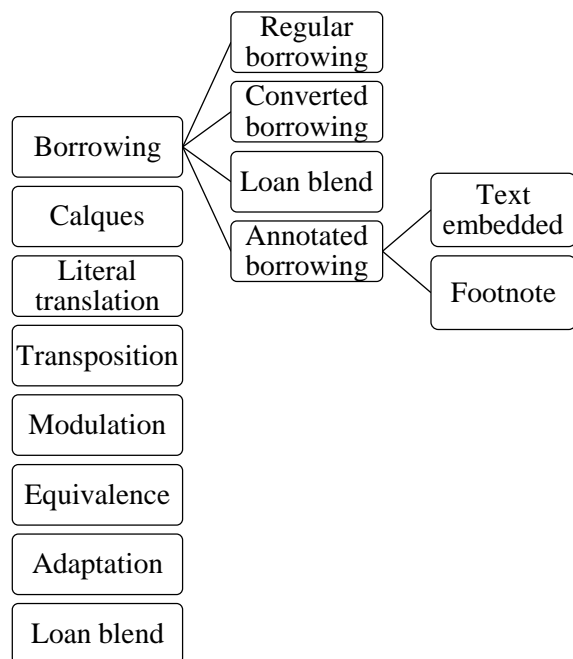 Borrowing
Calques
Literal
translation
Transposition
Modulation
Equivalence
Adaptation
Loan blend
Regular
borrowing
Converted
borrowing
Loan blend
Annotated
borrowing
Text
embedded
Footnote